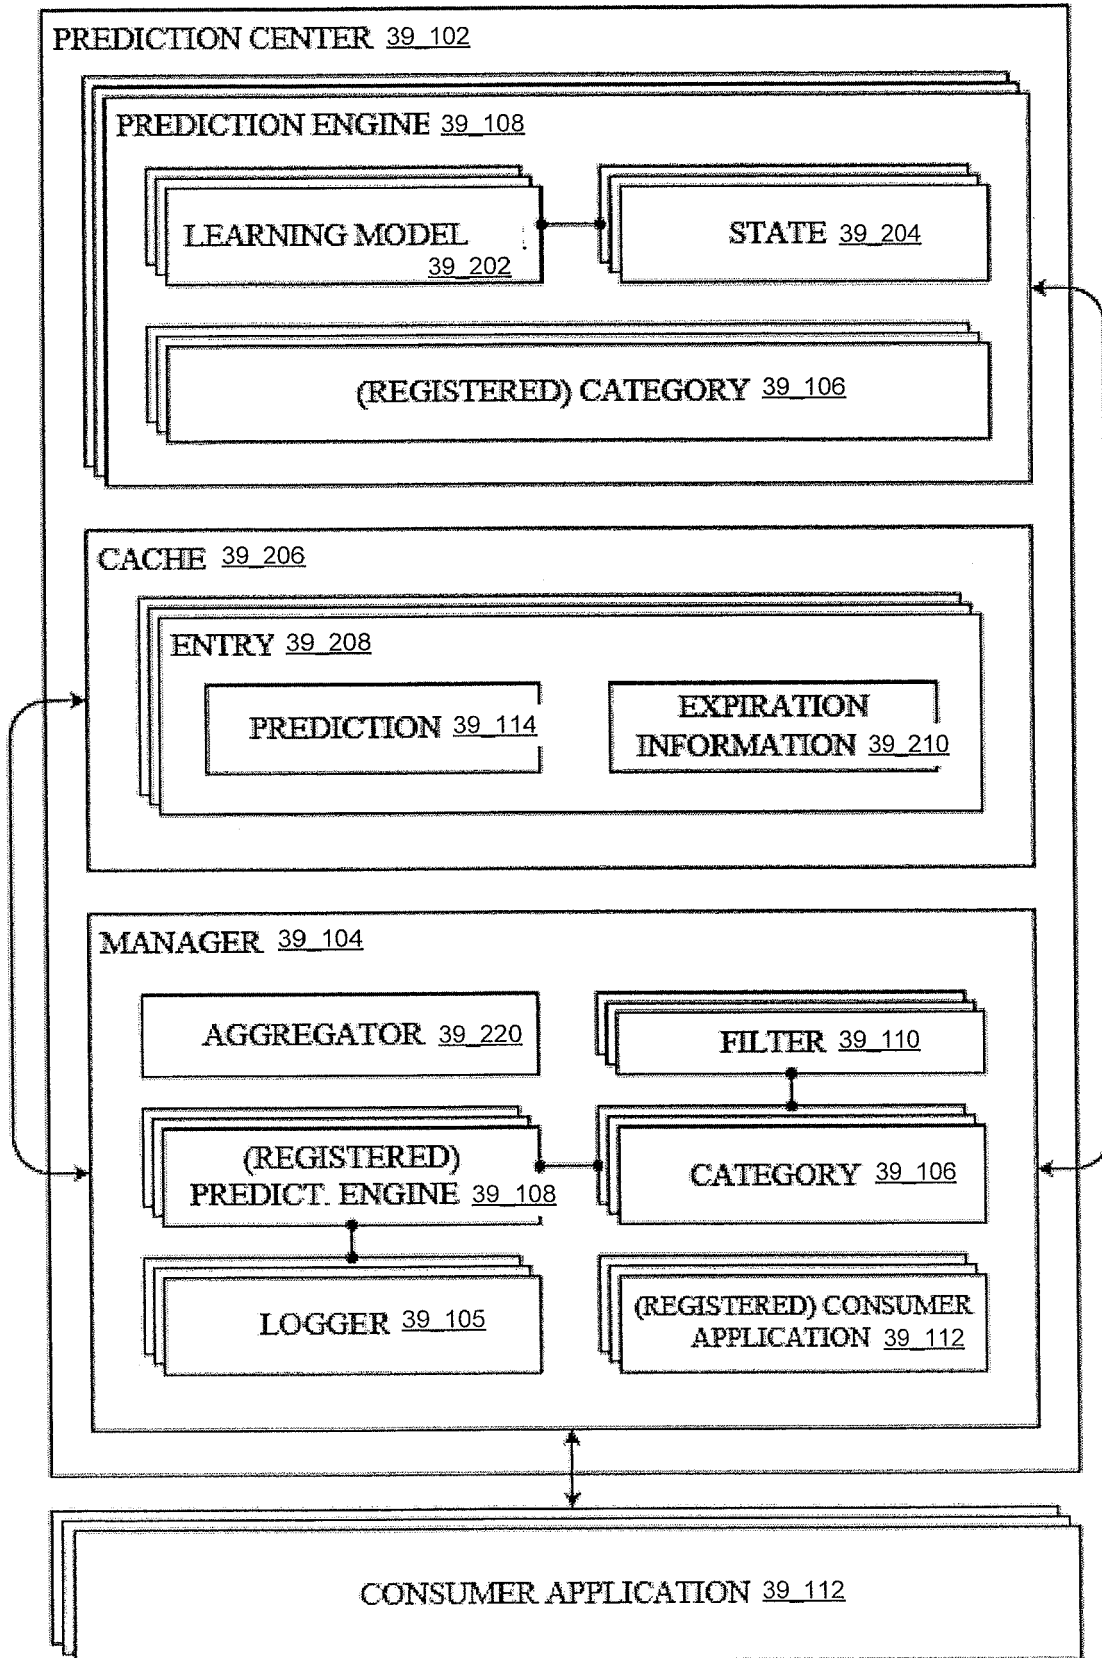 PREDICTION CENTER 39_102
PREDICTION ENGINE 39_108
LEARNING MODEL
39_202
STATE 39_204
(REGISTERED) CATEGORY 39_106
CACHE 39_206
ENTRY 39_208
PREDICTION 39_114
EXPIRATION
INFORMATION 39_210
MANAGER 39_104
AGGREGATOR 39_220
FILTER 39_110
(REGISTERED)
PREDICT. ENGINE 39_108
CATEGORY 39_106
LOGGER 39_105
(REGISTERED) CONSUMER
APPLICATION 39_112
CONSUMER APPLICATION 39_112